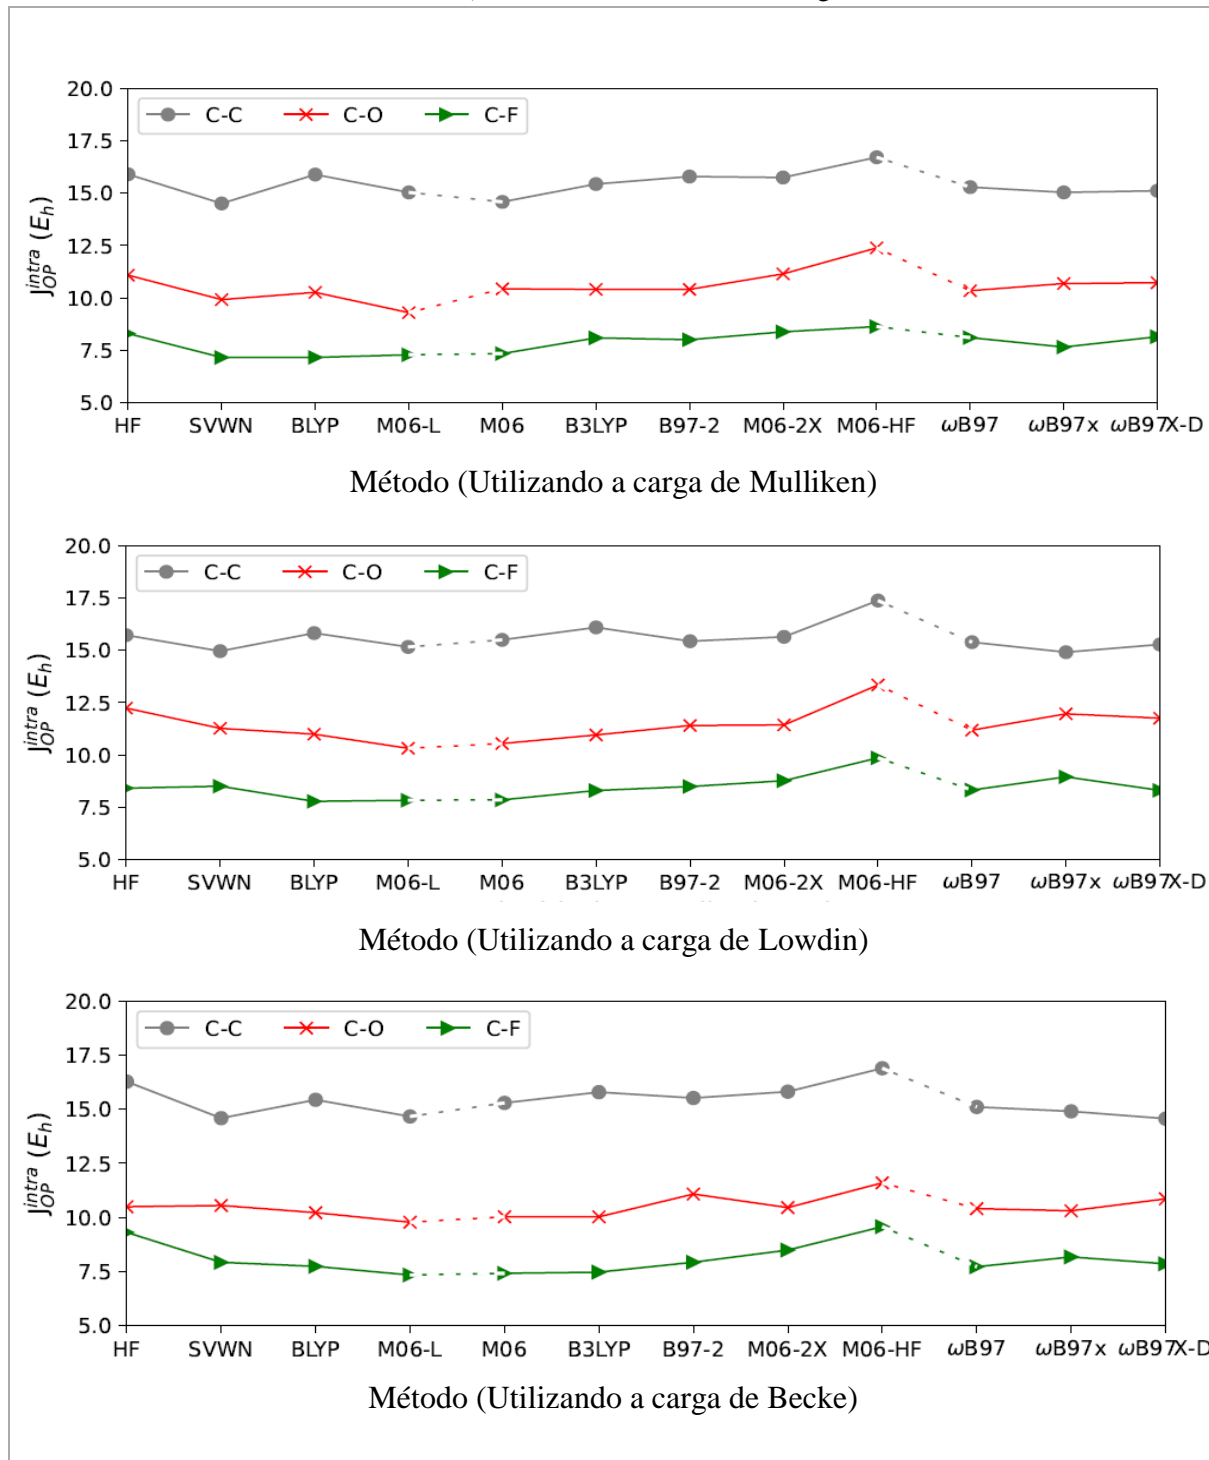 C-C C-O C-F
20.0
17.5
15.0
12.5
10.0
7.5
5.0
J_{OP}^{intra} (E_h)
HF SVWN BLYP M06-L M06 B3LYP B97-2 M06-2X M06-HF ωB97 ωB97x ωB97X-D
Método (Utilizando a carga de Mulliken)
C-C C-O C-F
20.0
17.5
15.0
12.5
10.0
7.5
5.0
J_{OP}^{intra} (E_h)
HF SVWN BLYP M06-L M06 B3LYP B97-2 M06-2X M06-HF ωB97 ωB97x ωB97X-D
Método (Utilizando a carga de Lowdin)
C-C C-O C-F
20.0
17.5
15.0
12.5
10.0
7.5
5.0
J_{OP}^{intra} (E_h)
HF SVWN BLYP M06-L M06 B3LYP B97-2 M06-2X M06-HF ωB97 ωB97x ωB97X-D
Método (Utilizando a carga de Becke)